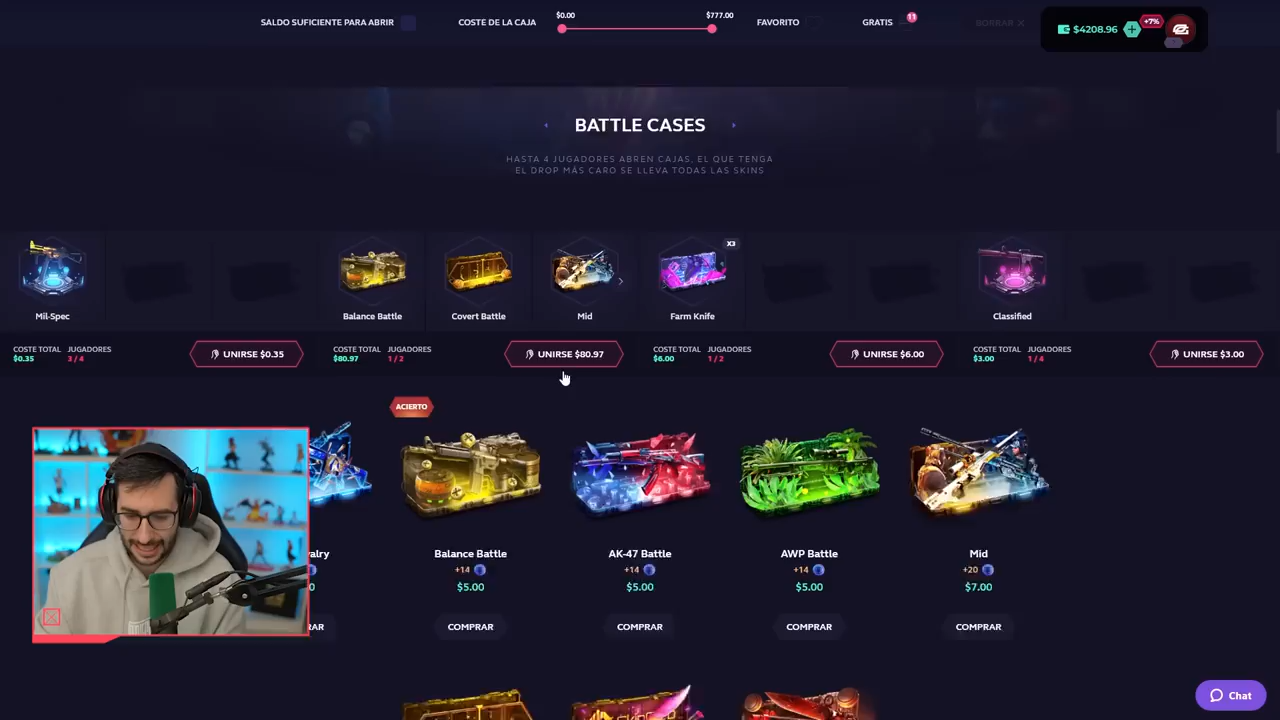 SALDO SUFICIENTE PARA ABRIR
COSTE DE LA CAJA
$0.00
$777.00
FAVORITO
GRATIS
11
BORRAR ×
$4208.96
+7%
BATTLE CASES
HASTA 4 JUGADORES ABREN CAJAS, EL QUE TENGA
EL DROP MÁS CARO SE LLEVA TODAS LAS SKINS
Mil-Spec
Balance Battle
Covert Battle
Mid
X3
Farm Knife
Classified
COSTE TOTAL JUGADORES
$0.35 3 / 4
UNIRSE $0.35
COSTE TOTAL JUGADORES
$80.97 1 / 2
UNIRSE $80.97
COSTE TOTAL JUGADORES
$6.00 1 / 2
UNIRSE $6.00
COSTE TOTAL JUGADORES
$3.00 1 / 4
UNIRSE $3.00
ACIERTO
Balance Battle
+14
$5.00
COMPRAR
AK-47 Battle
+14
$5.00
COMPRAR
AWP Battle
+14
$5.00
COMPRAR
Mid
+20
$7.00
COMPRAR
Chat